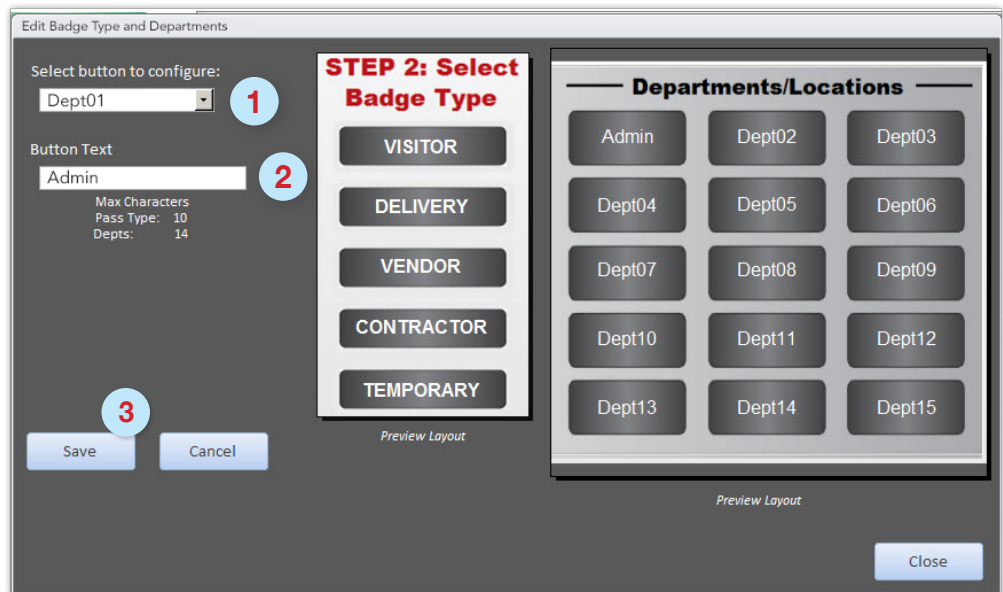 Edit Badge Type and Departments
Select button to configure:
Dept01
1
Button Text
Admin
2
Max Characters
Pass Type: 10
Depts: 14
3
Save
Cancel
STEP 2: Select
Badge Type
VISITOR
DELIVERY
VENDOR
CONTRACTOR
TEMPORARY
Preview Layout
Departments/Locations
Admin Dept02 Dept03
Dept04 Dept05 Dept06
Dept07 Dept08 Dept09
Dept10 Dept11 Dept12
Dept13 Dept14 Dept15
Preview Layout
Close